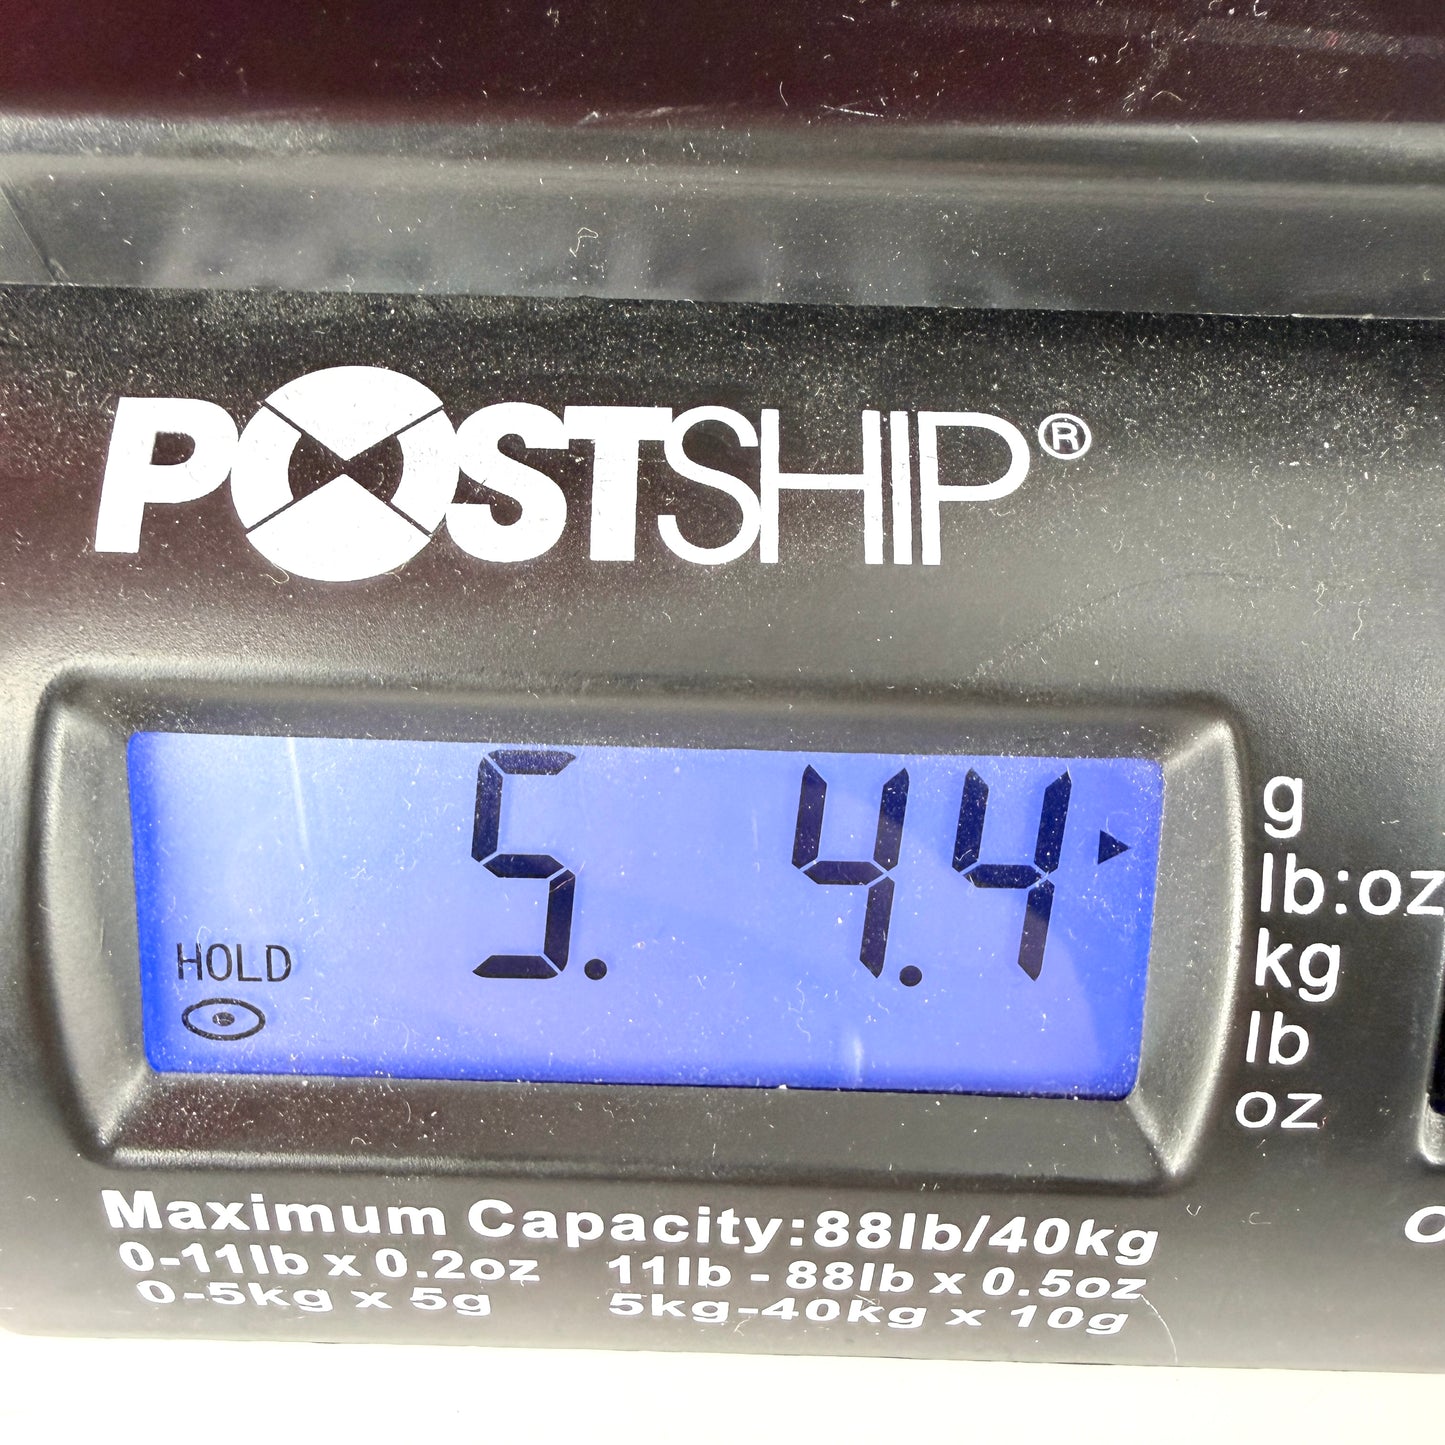 POSTSHIP®
5. 4.4
HOLD
g
lb:oz
kg
lb
oz
Maximum Capacity:88lb/40kg
0-11lb x 0.2oz 11lb - 88lb x 0.5oz
0-5kg x 5g 5kg-40kg x 10g